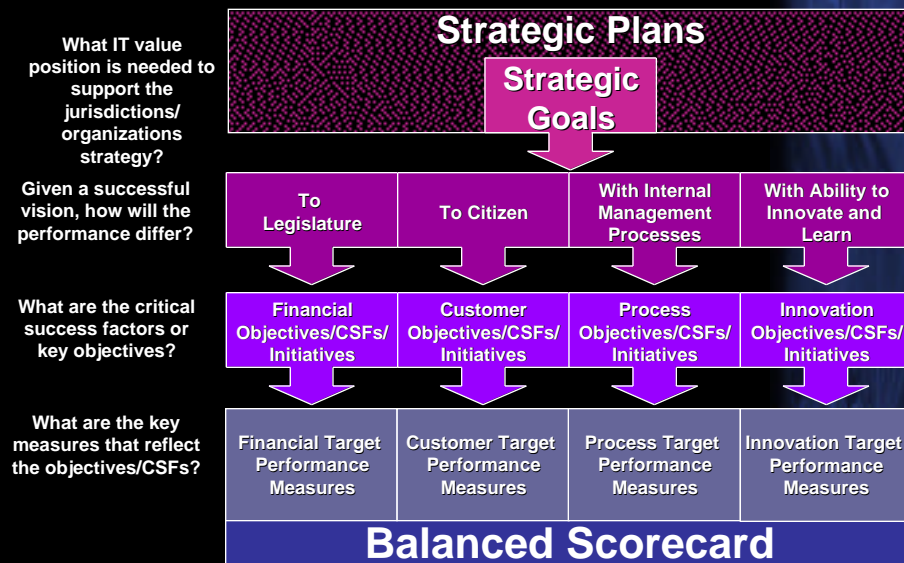 Strategic Plans
What IT value
position is needed to
support the
jurisdictions/
organizations
strategy?
Strategic
Goals
Given a successful
vision, how will the
performance differ?
To
Legislature
To Citizen
With Internal
Management
Processes
With Ability to
Innovate and
Learn
What are the critical
success factors or
key objectives?
Financial
Objectives/CSFs/
Initiatives
Customer
Objectives/CSFs/
Initiatives
Process
Objectives/CSFs/
Initiatives
Innovation
Objectives/CSFs/
Initiatives
What are the key
measures that reflect
the objectives/CSFs?
Financial Target
Performance
Measures
Customer Target
Performance
Measures
Process Target
Performance
Measures
Innovation Target
Performance
Measures
Balanced Scorecard